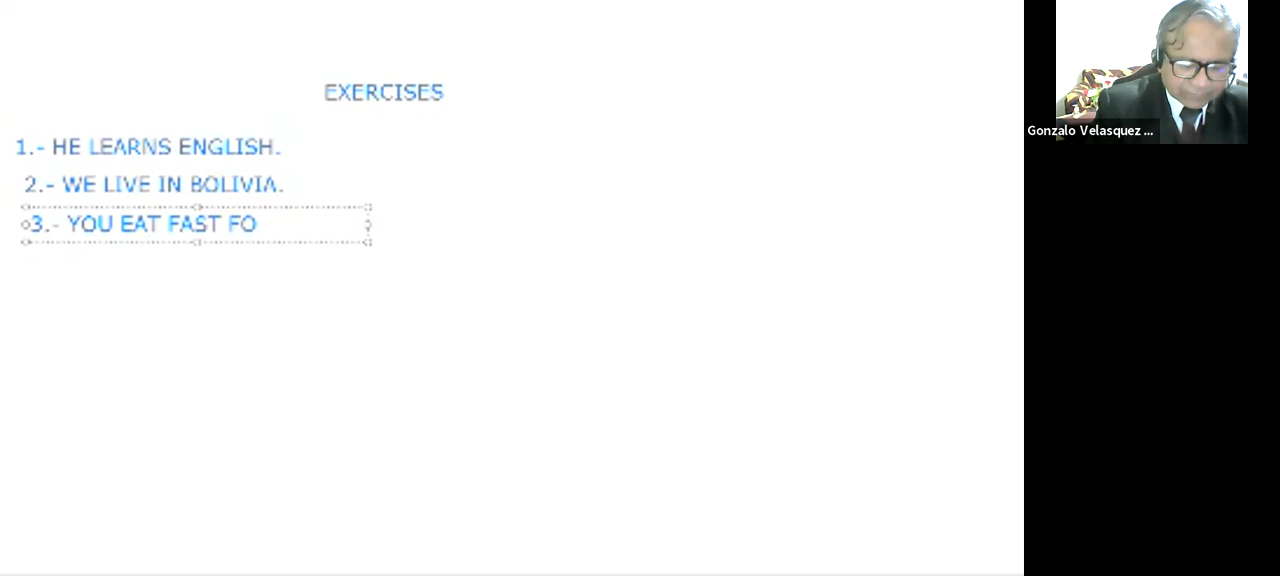 EXERCISES
1.- HE LEARNS ENGLISH.
2.- WE LIVE IN BOLIVIA.
3.- YOU EAT FAST FO
Gonzalo Velasquez ...